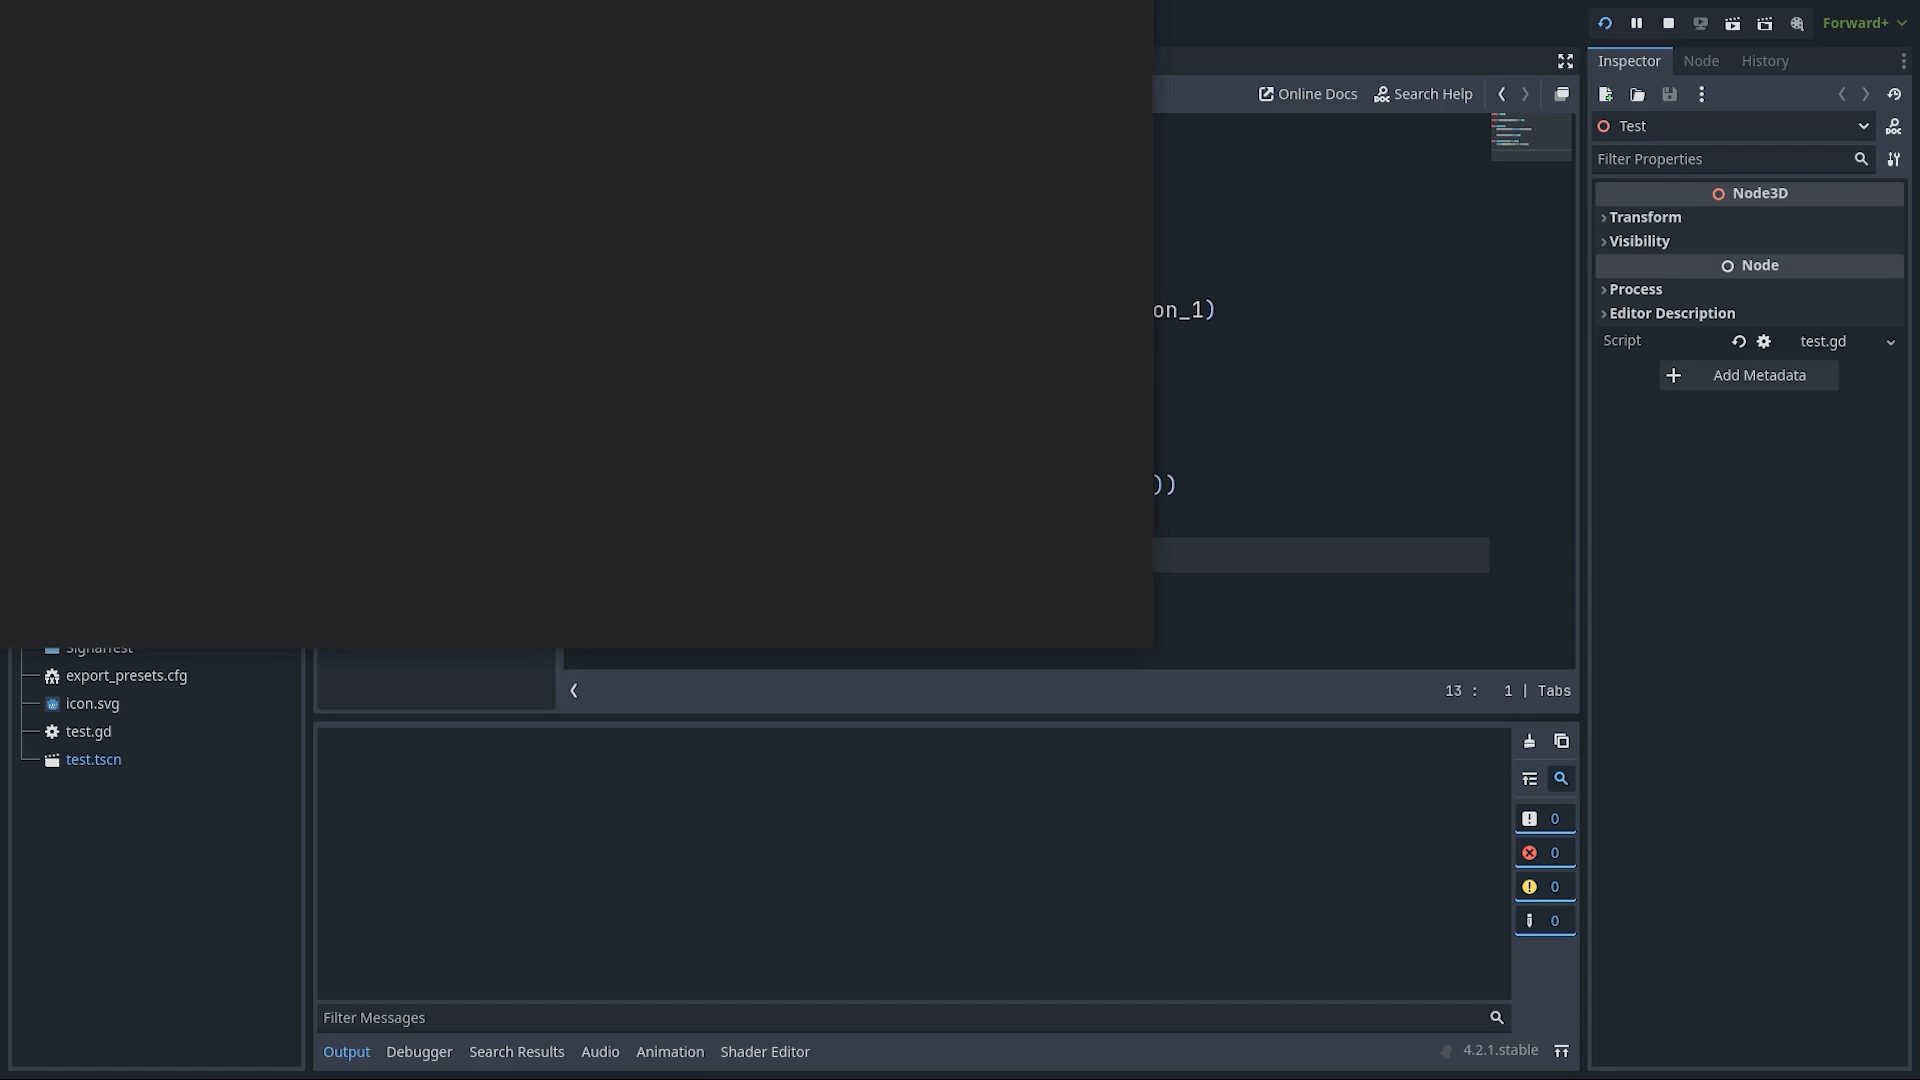 Forward+
Inspector
Node
History
Online Docs
Search Help
Test
Filter Properties
Node3D
Transform
Visibility
Node
on_1)
Process
Editor Description
Script
test.gd
Add Metadata
))
export_presets.cfg
icon.svg
test.gd
test.tscn
13 : 1 | Tabs
0
0
0
0
Filter Messages
Output
Debugger
Search Results
Audio
Animation
Shader Editor
4.2.1.stable